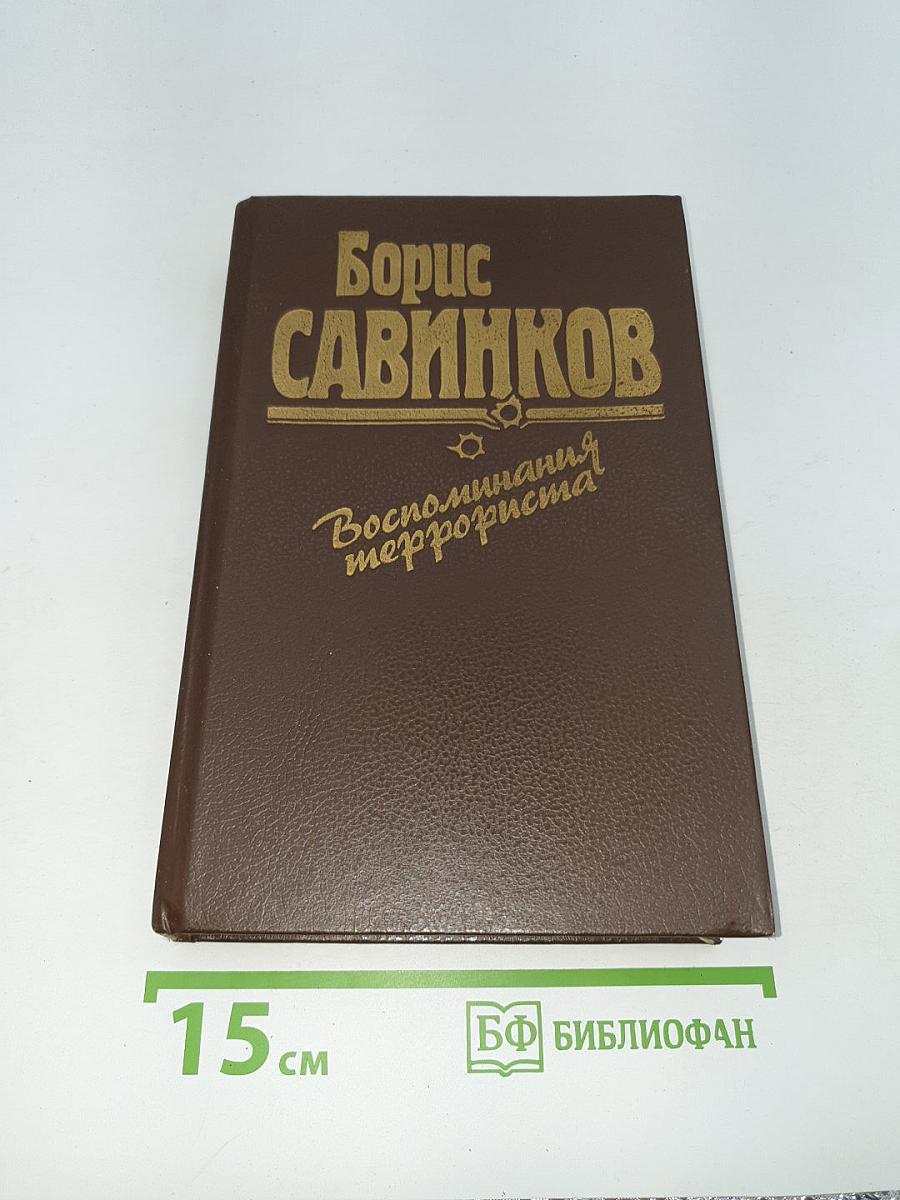 Борис
САВИНКОВ
Воспоминания
террориста
15 см
БФ БИБЛИОФАН